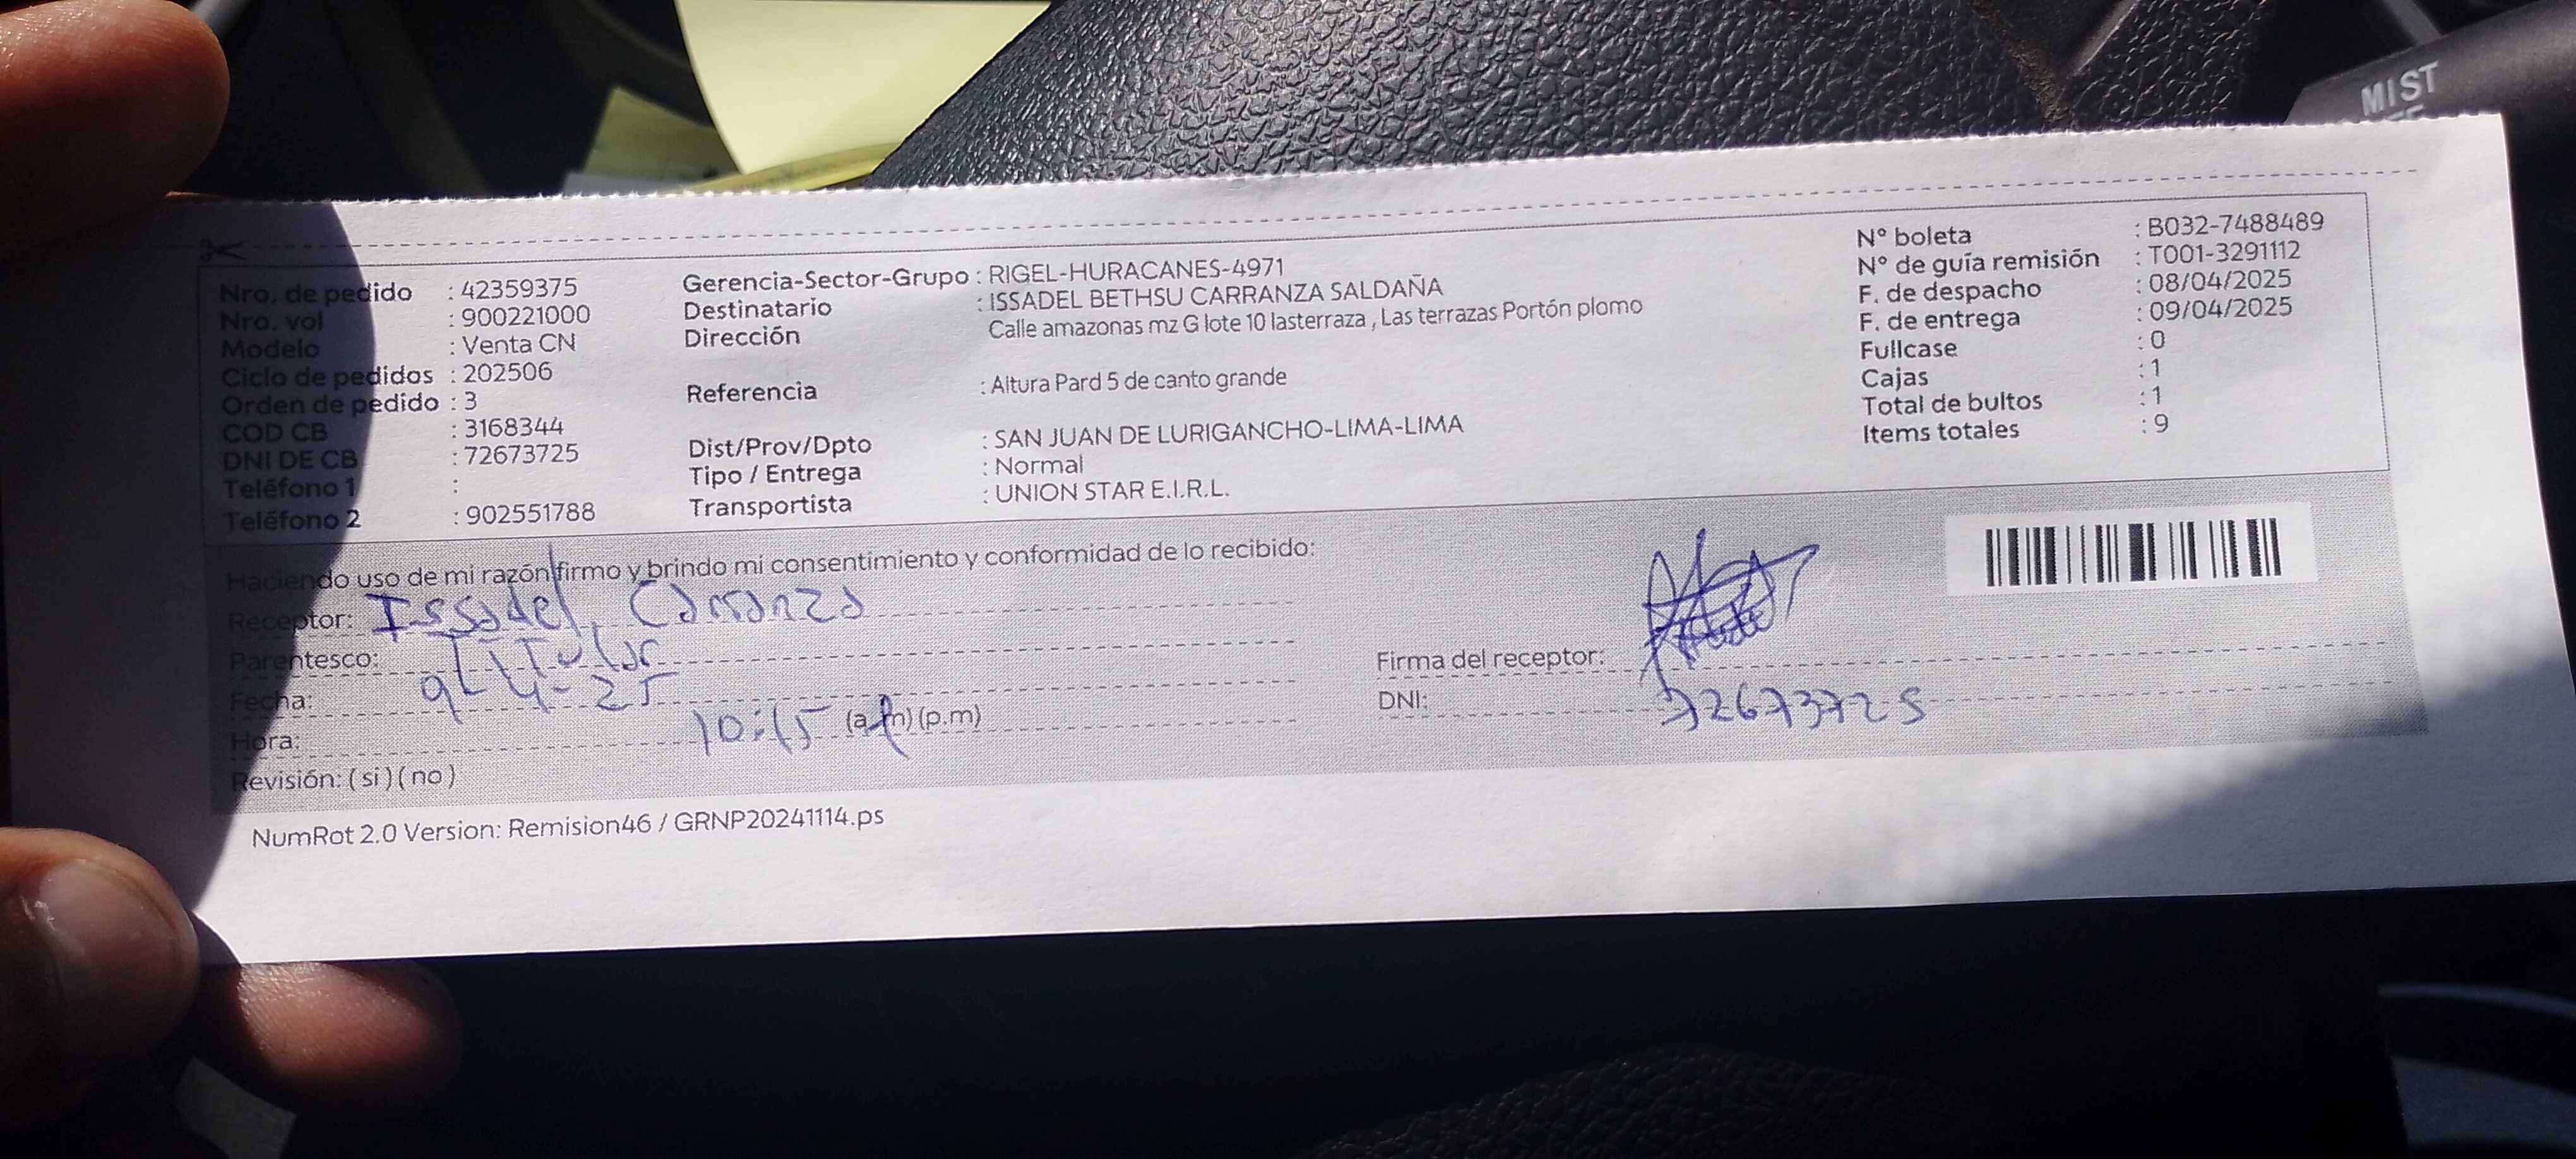 MIST
Nro. de pedido : 42359375
Nro. vol : 900221000
Modelo : Venta CN
Ciclo de pedidos : 202506
Orden de pedido : 3
COD CB : 3168344
DNI DE CB : 72673725
Teléfono 1 :
Teléfono 2 : 902551788
Gerencia-Sector-Grupo : RIGEL-HURACANES-4971
Destinatario : ISSADEL BETHSU CARRANZA SALDAÑA
Dirección Calle amazonas mz G lote 10 lasterraza , Las terrazas Portón plomo
Referencia : Altura Pard 5 de canto grande
Dist/Prov/Dpto : SAN JUAN DE LURIGANCHO-LIMA-LIMA
Tipo / Entrega : Normal
Transportista : UNION STAR E.I.R.L.
N° boleta : B032-7488489
N° de guía remisión : T001-3291112
F. de despacho : 08/04/2025
F. de entrega : 09/04/2025
Fullcase : 0
Cajas : 1
Total de bultos : 1
Items totales : 9
Haciendo uso de mi razón firmo y brindo mi consentimiento y conformidad de lo recibido:
Receptor: Issadel Carranza
Parentesco: Titular
Fecha: 9-4-25
Hora: 10:15 (a.m) (p.m)
Revisión: ( si ) ( no )
Firma del receptor:
DNI: 72673725
NumRot 2.0 Version: Remision46 / GRNP20241114.ps